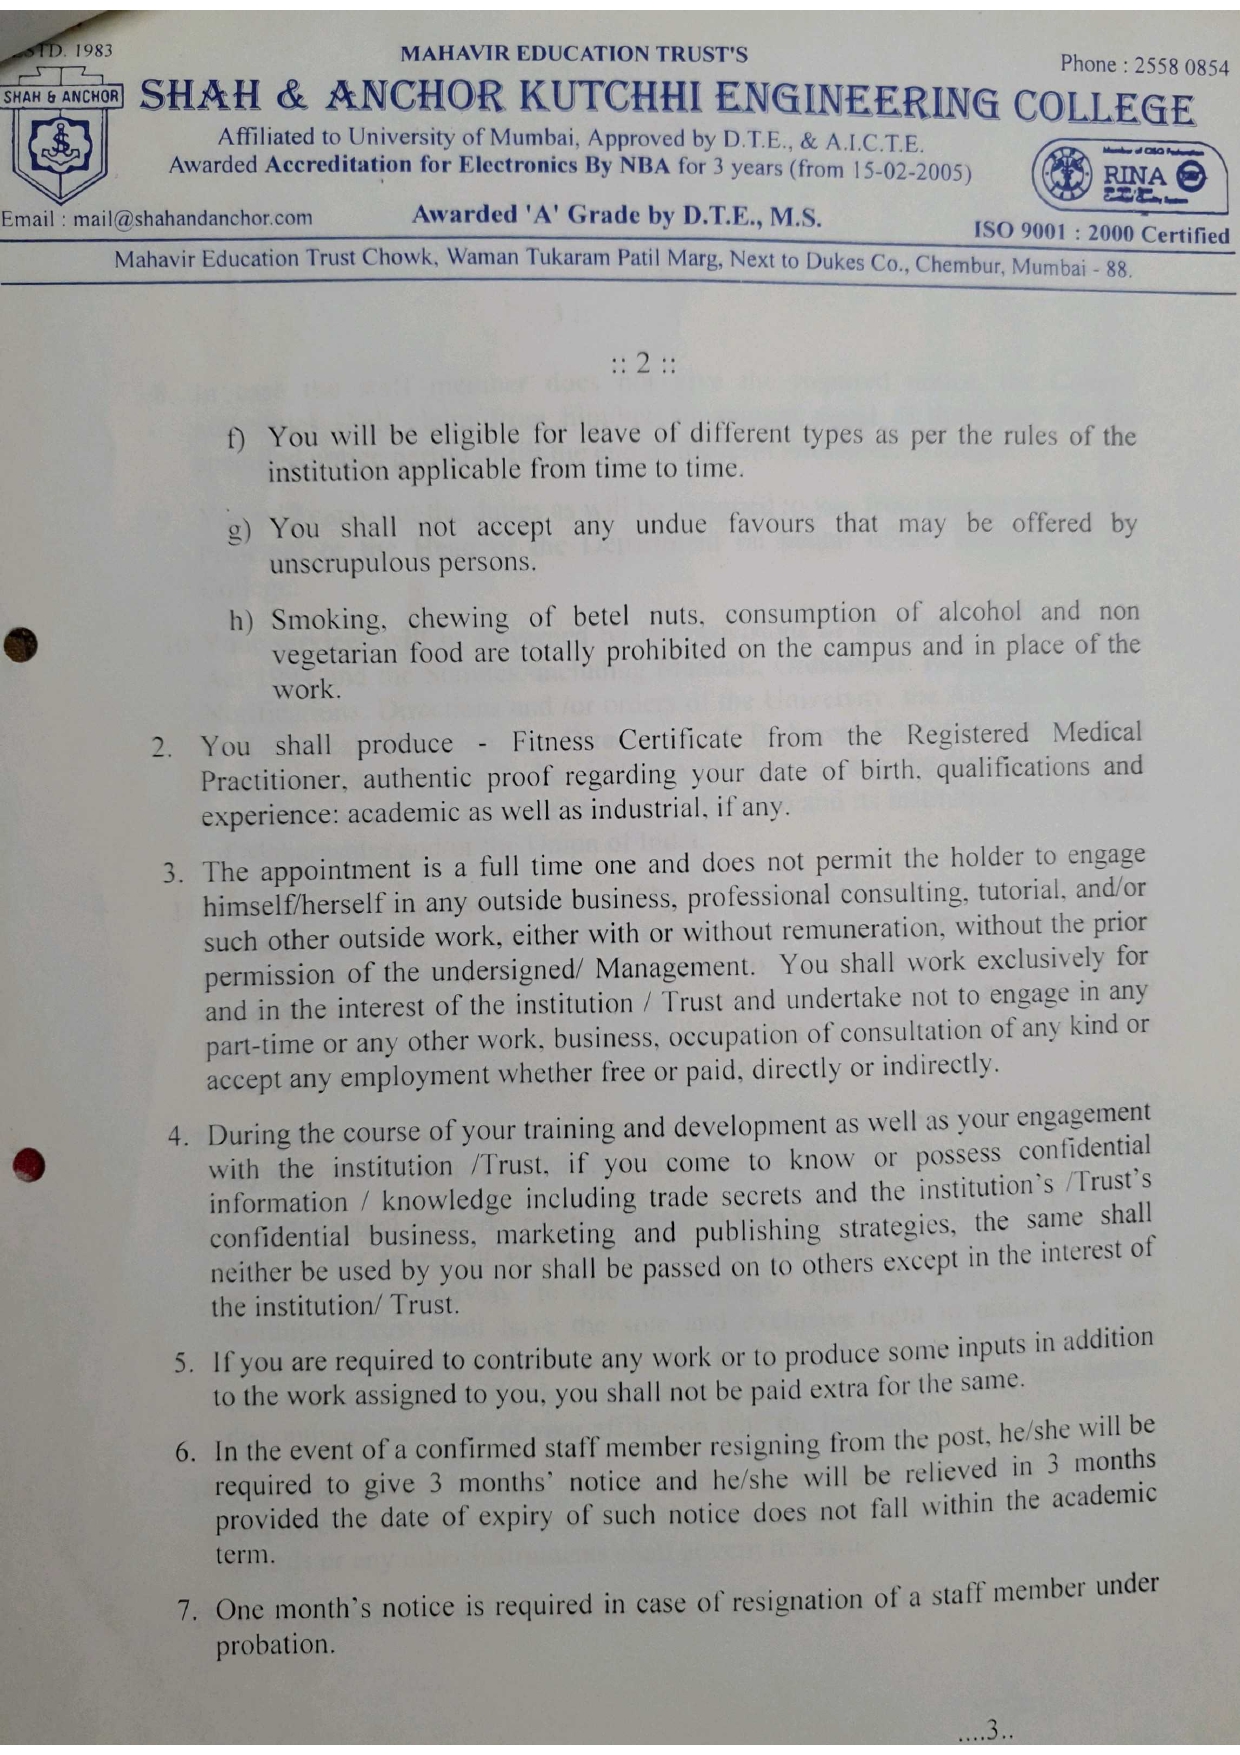 ESTD. 1983
MAHAVIR EDUCATION TRUST'S
Phone : 2558 0854
SHAH & ANCHOR
SHAH & ANCHOR KUTCHHI ENGINEERING COLLEGE
Affiliated to University of Mumbai, Approved by D.T.E., & A.I.C.T.E.
Awarded Accreditation for Electronics By NBA for 3 years (from 15-02-2005)
RINA
Email : mail@shahandanchor.com
Awarded 'A' Grade by D.T.E., M.S.
ISO 9001 : 2000 Certified
Mahavir Education Trust Chowk, Waman Tukaram Patil Marg, Next to Dukes Co., Chembur, Mumbai - 88.
:: 2 ::
f) You will be eligible for leave of different types as per the rules of the
institution applicable from time to time.
g) You shall not accept any undue favours that may be offered by
unscrupulous persons.
h) Smoking, chewing of betel nuts, consumption of alcohol and non
vegetarian food are totally prohibited on the campus and in place of the
work.
2. You shall produce - Fitness Certificate from the Registered Medical
Practitioner, authentic proof regarding your date of birth, qualifications and
experience: academic as well as industrial, if any.
3. The appointment is a full time one and does not permit the holder to engage
himself/herself in any outside business, professional consulting, tutorial, and/or
such other outside work, either with or without remuneration, without the prior
permission of the undersigned/ Management. You shall work exclusively for
and in the interest of the institution / Trust and undertake not to engage in any
part-time or any other work, business, occupation of consultation of any kind or
accept any employment whether free or paid, directly or indirectly.
4. During the course of your training and development as well as your engagement
with the institution /Trust, if you come to know or possess confidential
information / knowledge including trade secrets and the institution's /Trust's
confidential business, marketing and publishing strategies, the same shall
neither be used by you nor shall be passed on to others except in the interest of
the institution/ Trust.
5. If you are required to contribute any work or to produce some inputs in addition
to the work assigned to you, you shall not be paid extra for the same.
6. In the event of a confirmed staff member resigning from the post, he/she will be
required to give 3 months' notice and he/she will be relieved in 3 months
provided the date of expiry of such notice does not fall within the academic
term.
7. One month's notice is required in case of resignation of a staff member under
probation.
....3..